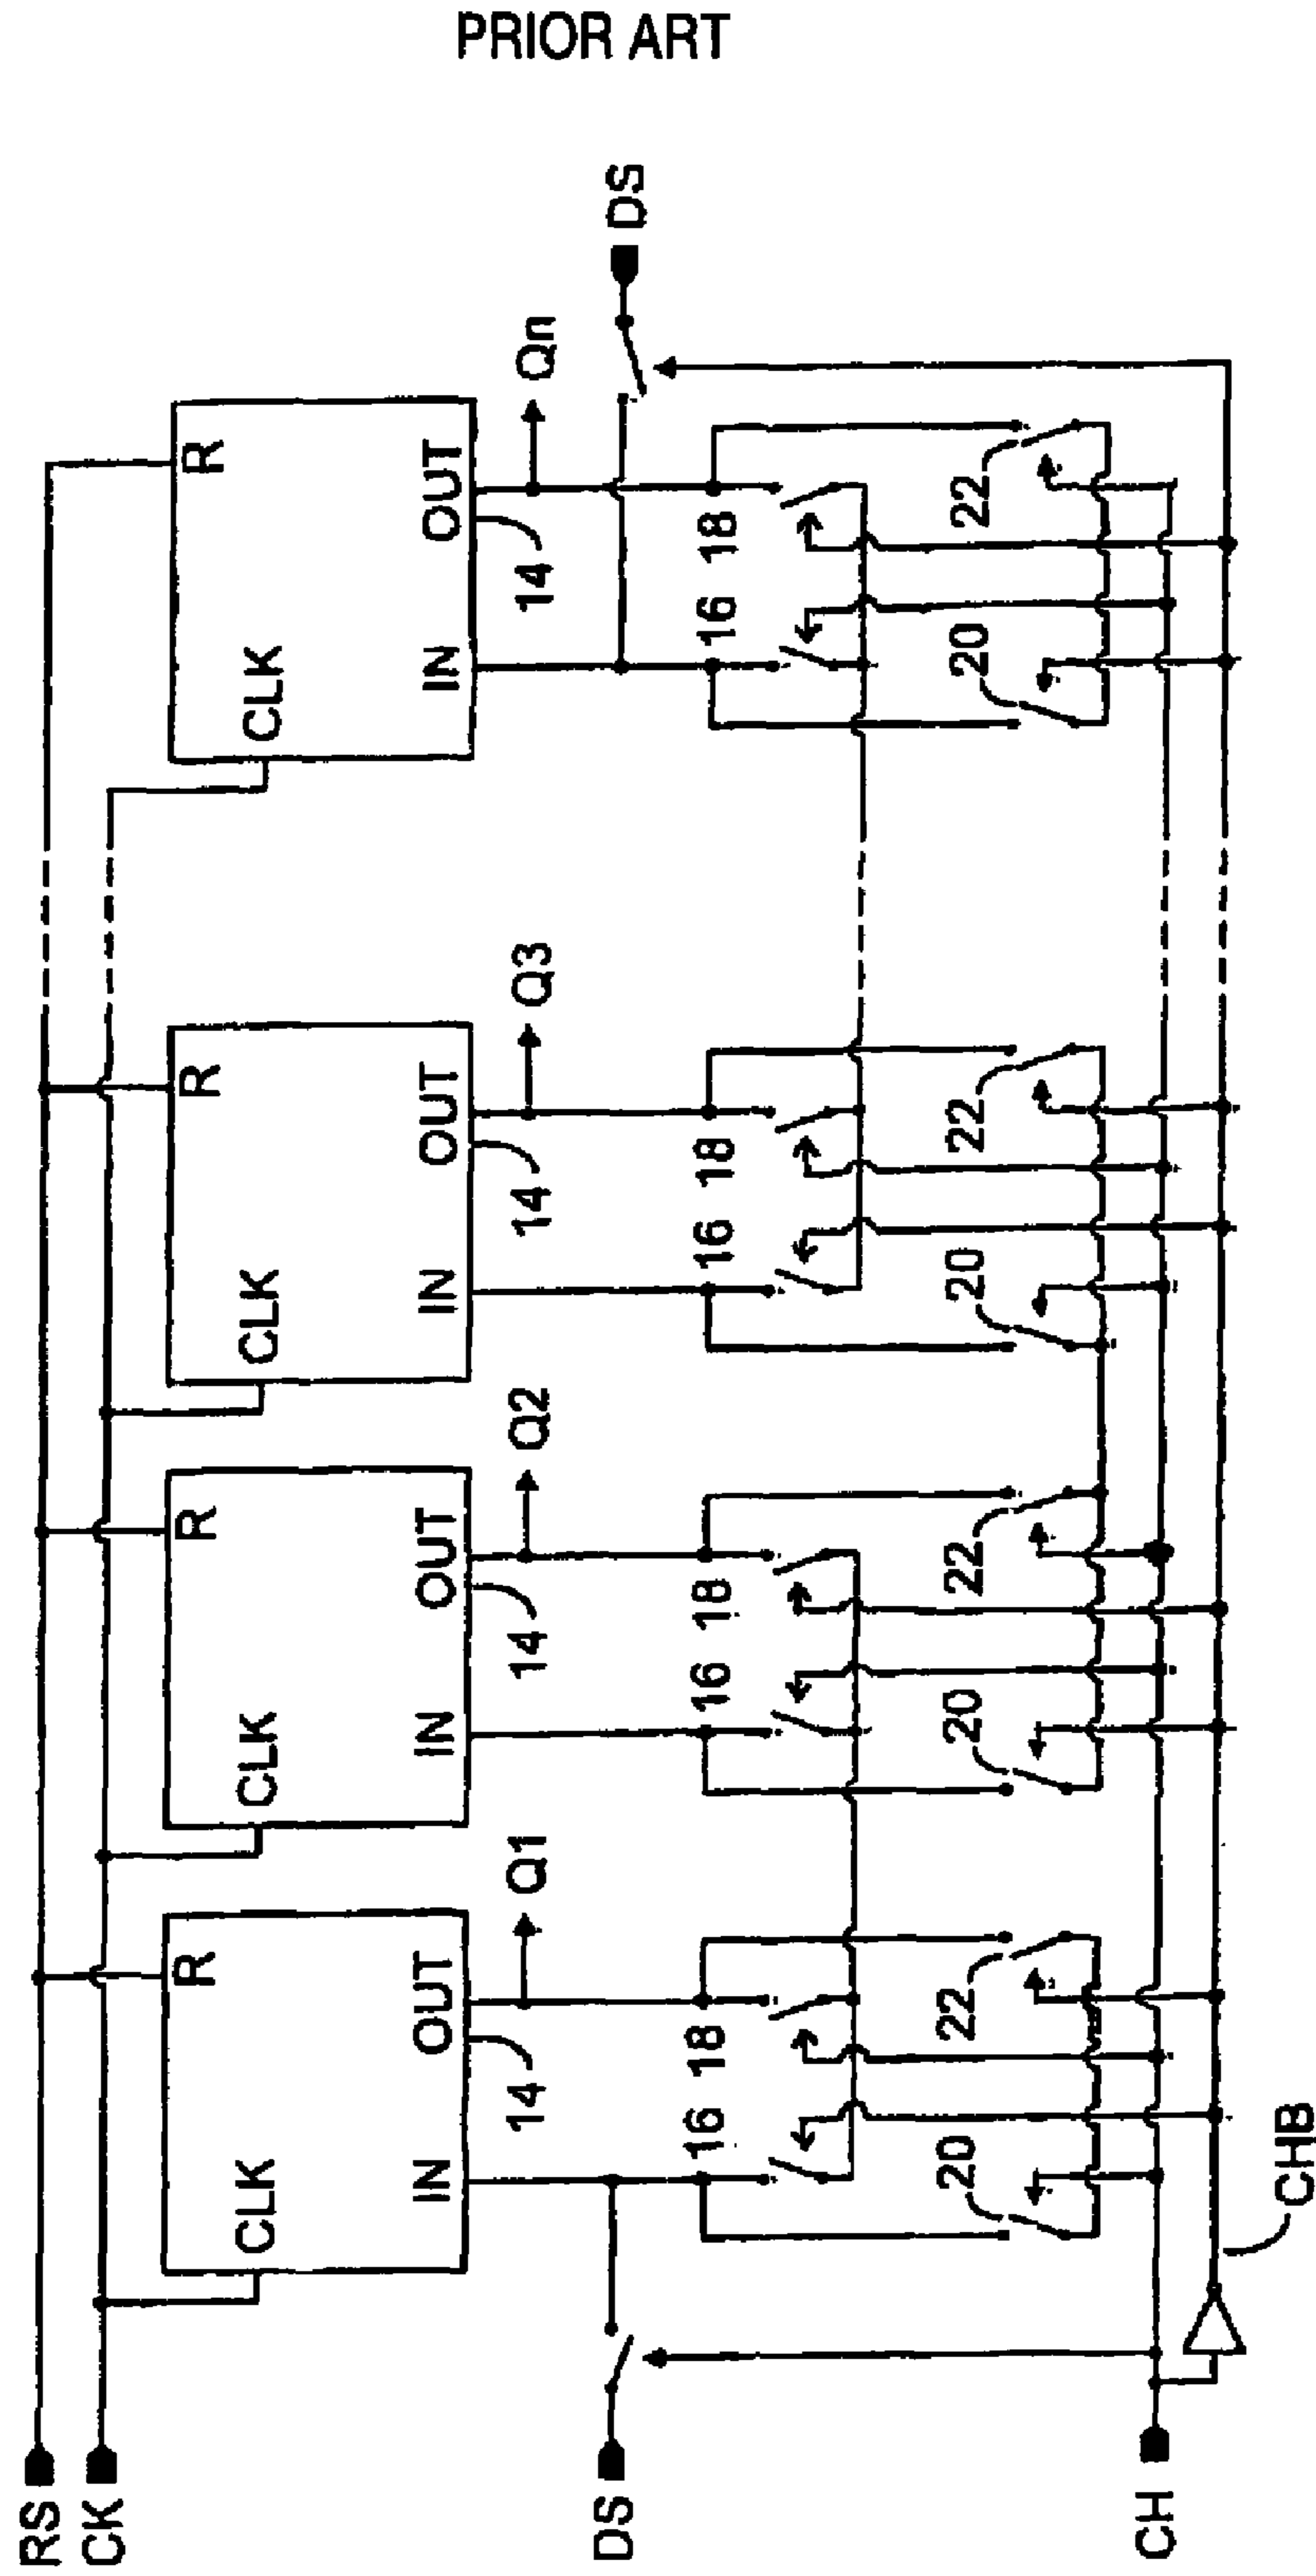 PRIOR ART
RS
CK
R
R
R
R
CLK
CLK
CLK
CLK
IN
OUT
IN
OUT
IN
OUT
IN
OUT
14
14
14
14
Q1
Q2
Q3
Qn
DS
DS
16
18
16
18
16
18
16
18
20
22
20
22
20
22
20
22
CH
CHB